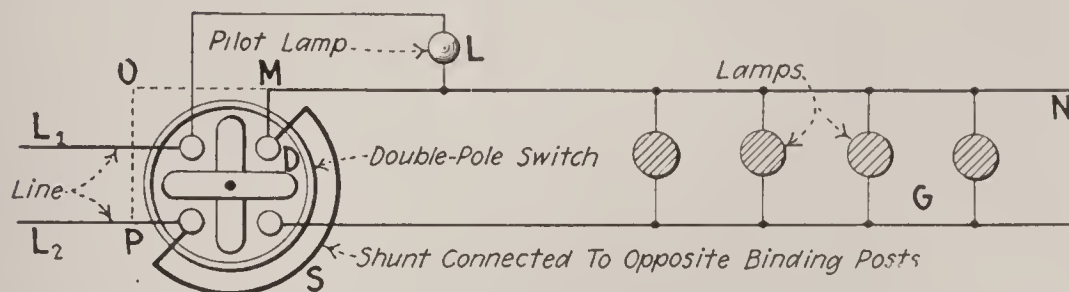 Pilot Lamp
L
Lamps
O
M
N
L₁
D
Double-Pole Switch
Line
G
L₂
P
S
Shunt Connected To Opposite Binding Posts